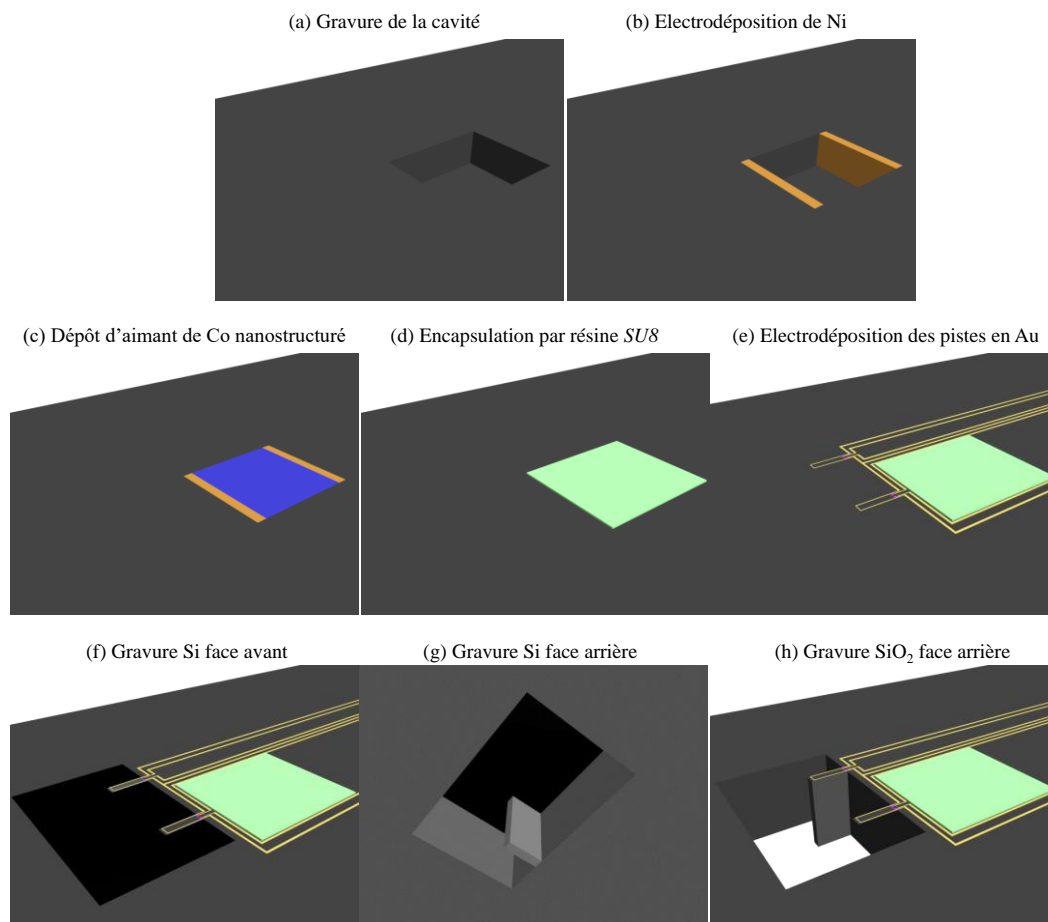 (a) Gravure de la cavité
(b) Electrodéposition de Ni
(c) Dépôt d’aimant de Co nanostructuré
(d) Encapsulation par résine SU8
(e) Electrodéposition des pistes en Au
(f) Gravure Si face avant
(g) Gravure Si face arrière
(h) Gravure SiO₂ face arrière